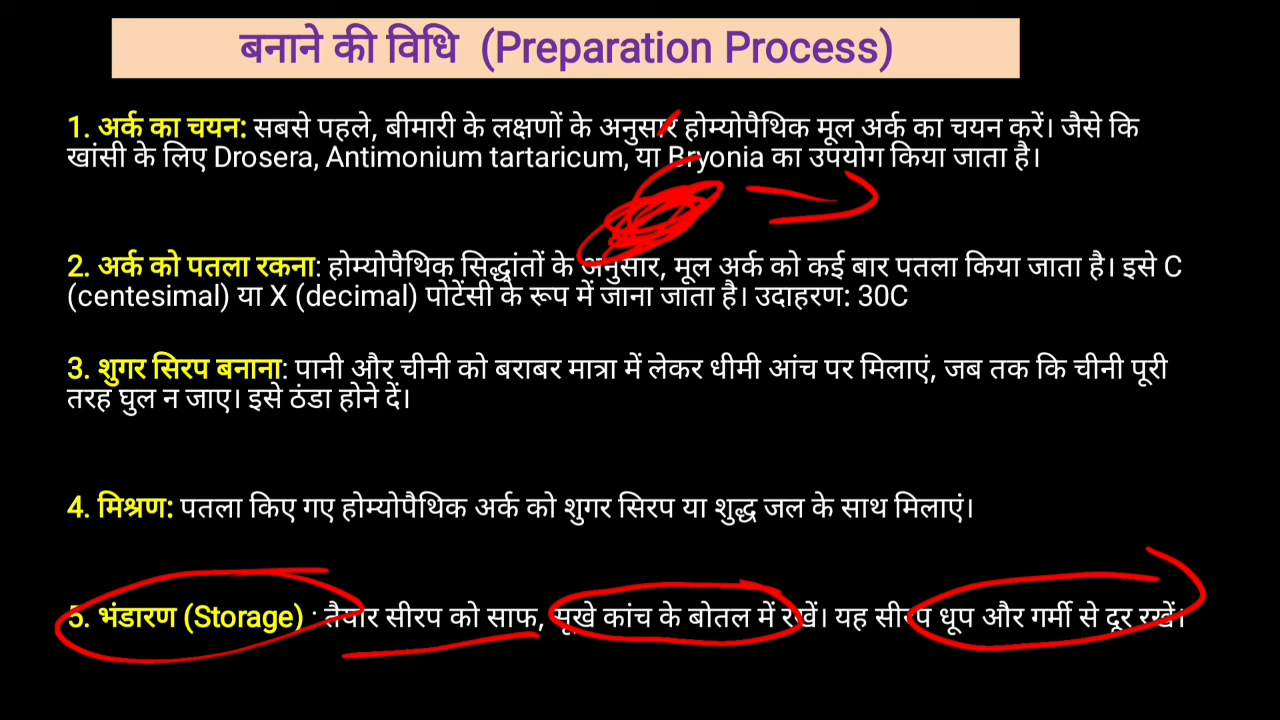 बनाने की विधि (Preparation Process)
1. अर्क का चयन: सबसे पहले, बीमारी के लक्षणों के अनुसार होम्योपैथिक मूल अर्क का चयन करें। जैसे कि
खांसी के लिए Drosera, Antimonium tartaricum, या Bryonia का उपयोग किया जाता है।
2. अर्क को पतला रकना: होम्योपैथिक सिद्धांतों के अनुसार, मूल अर्क को कई बार पतला किया जाता है। इसे C
(centesimal) या X (decimal) पोटेंसी के रूप में जाना जाता है। उदाहरण: 30C
3. शुगर सिरप बनाना: पानी और चीनी को बराबर मात्रा में लेकर धीमी आंच पर मिलाएं, जब तक कि चीनी पूरी
तरह घुल न जाए। इसे ठंडा होने दें।
4. मिश्रण: पतला किए गए होम्योपैथिक अर्क को शुगर सिरप या शुद्ध जल के साथ मिलाएं।
5. भंडारण (Storage) : तैयार सीरप को साफ, सूखे कांच के बोतल में रखें। यह सीरप धूप और गर्मी से दूर रखें।